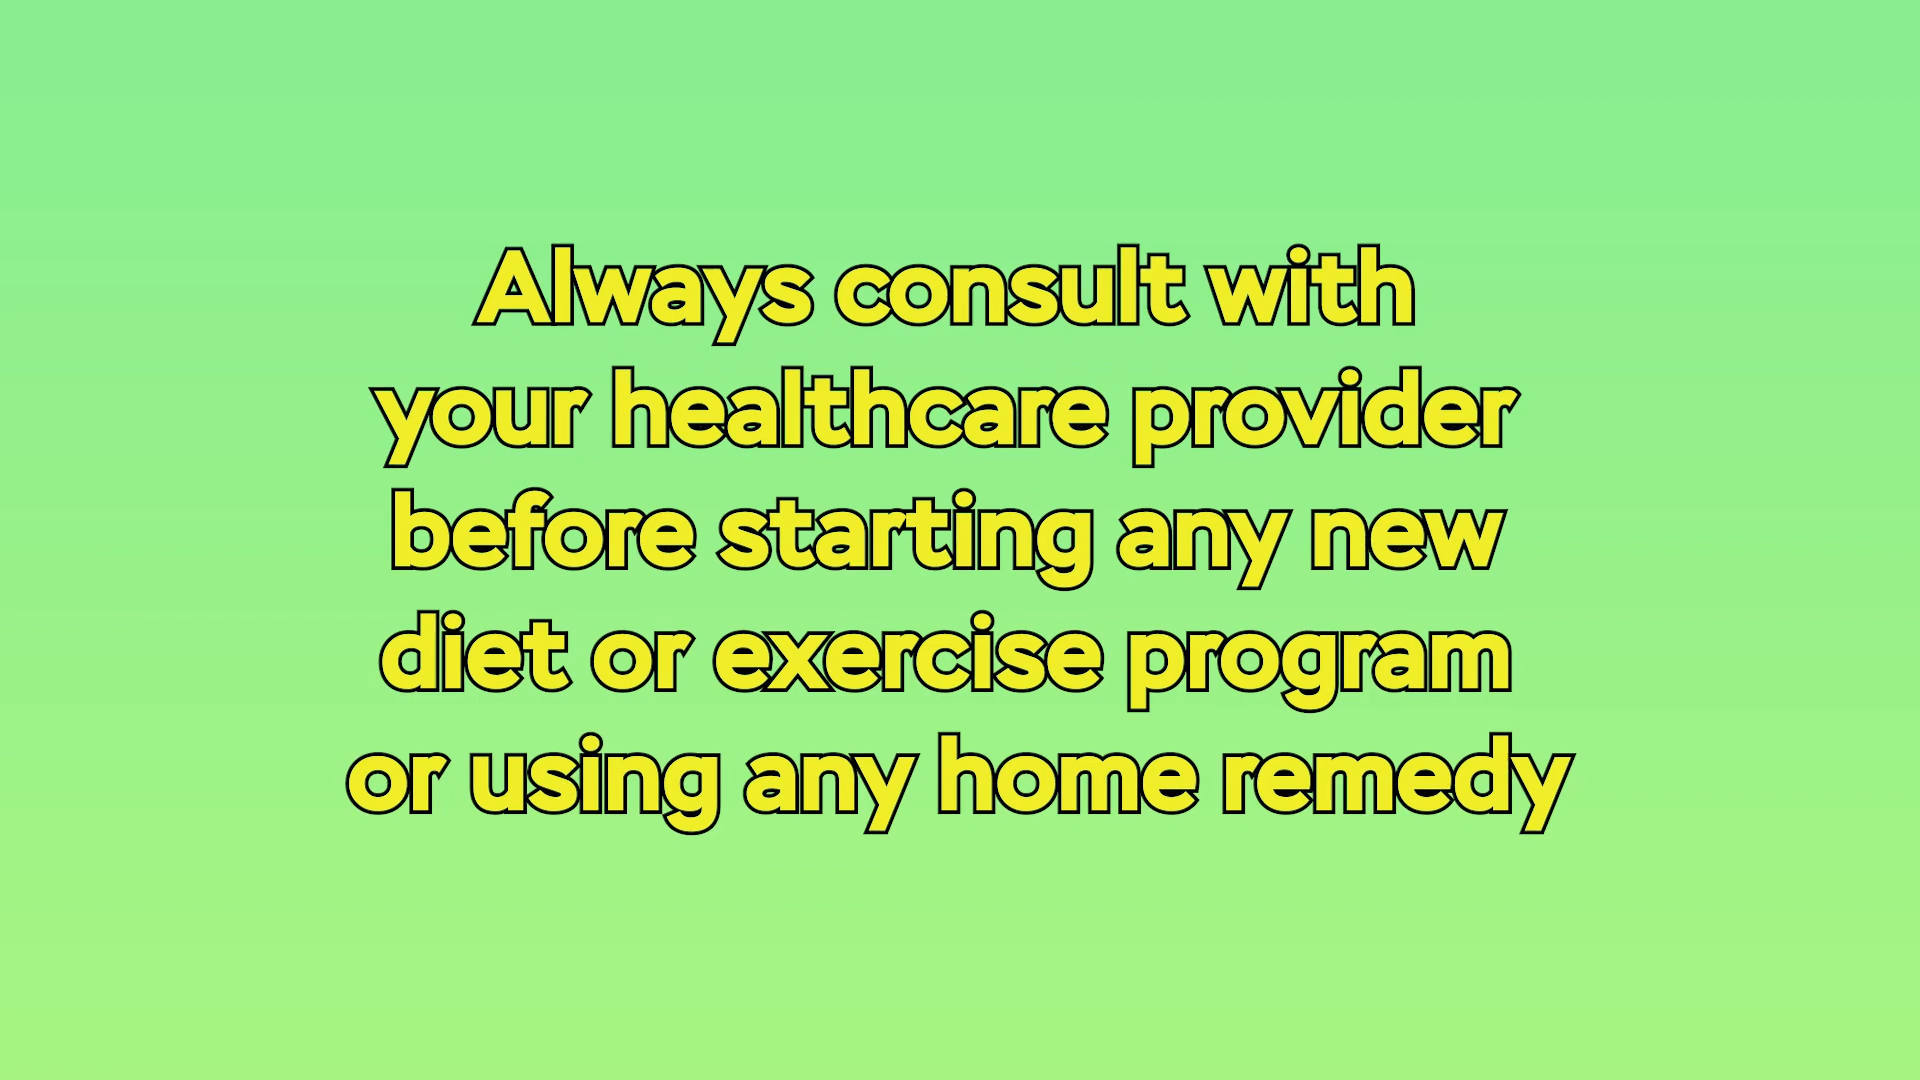 Always consult with
your healthcare provider
before starting any new
diet or exercise program
or using any home remedy